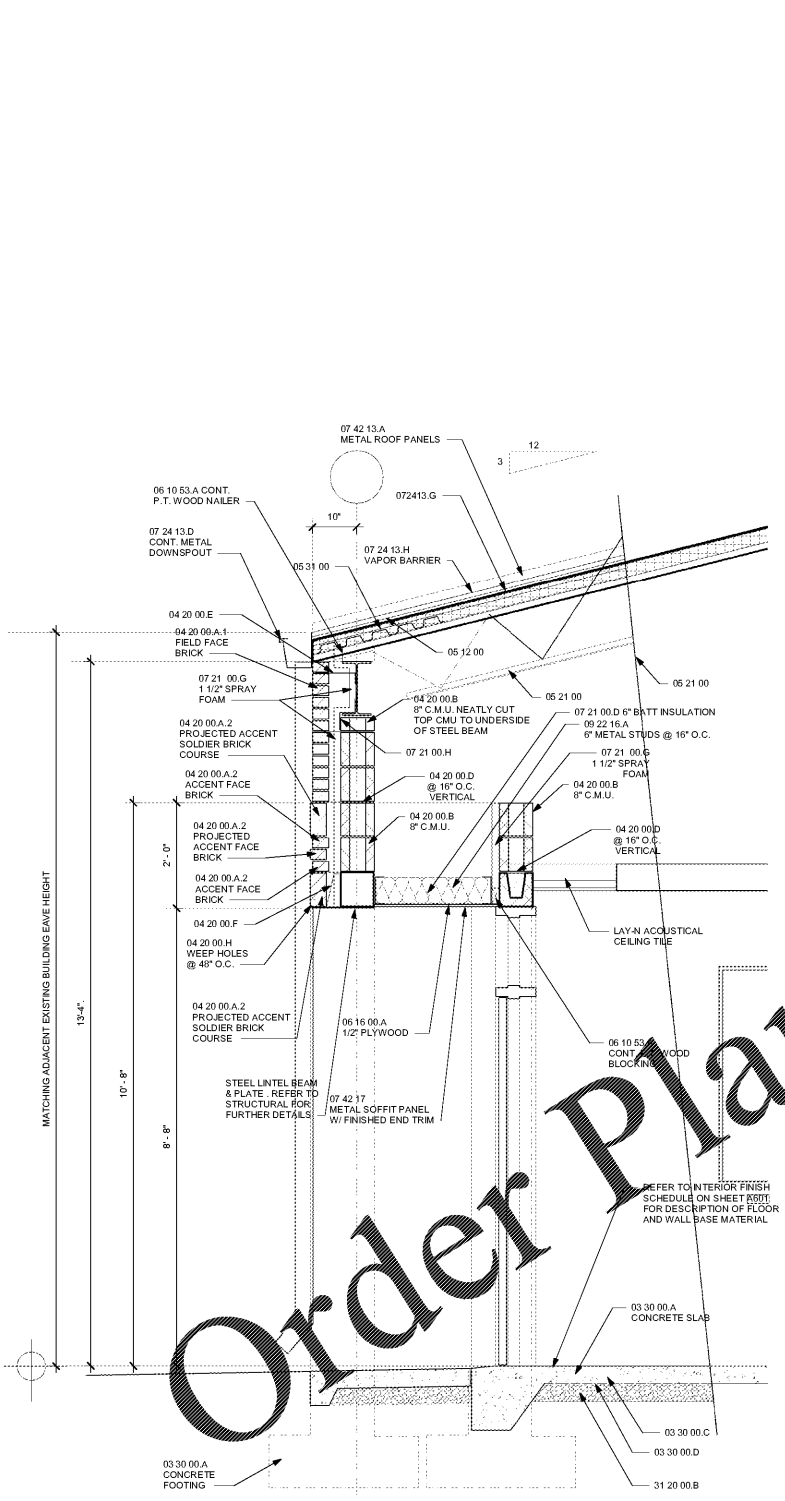 07 42 13.A
METAL ROOF PANELS
12
3
06 10 53.A CONT.
P.T. WOOD NAILER
072413.G
10"
07 24 13.D
CONT. METAL
DOWNSPOUT
07 24 13.H
VAPOR BARRIER
05 31 00
04 20 00.E
04 20 00.A.1
FIELD FACE
BRICK
05 12 00
07 21 00.G
1 1/2" SPRAY
FOAM
05 21 00
05 21 00
04 20 00.B
8" C.M.U. NEATLY CUT
TOP CMU TO UNDERSIDE
OF STEEL BEAM
07 21 00.D 6" BATT INSULATION
09 22 16.A
6" METAL STUDS @ 16" O.C.
04 20 00.A.2
PROJECTED ACCENT
SOLDIER BRICK
COURSE
07 21 00.H
07 21 00.G
1 1/2" SPRAY
FOAM
04 20 00.A.2
ACCENT FACE
BRICK
04 20 00.D
@ 16" O.C.
VERTICAL
04 20 00.B
8" C.M.U.
04 20 00.B
8" C.M.U.
04 20 00.A.2
PROJECTED
ACCENT FACE
BRICK
04 20 00.D
@ 16" O.C.
VERTICAL
2' - 0"
04 20 00.A.2
ACCENT FACE
BRICK
04 20 00.F
04 20 00.H
WEEP HOLES
@ 48" O.C.
LAY-N ACOUSTICAL
CEILING TILE
MATCHING ADJACENT EXISTING BUILDING EAVE HEIGHT
13'-4".
10' - 8"
8' - 8"
04 20 00.A.2
PROJECTED ACCENT
SOLDIER BRICK
COURSE
06 16 00.A
1/2" PLYWOOD
06 10 53.
CONT. WOOD
BLOCKING
STEEL LINTEL BEAM
& PLATE . REFER TO
STRUCTURAL FOR
FURTHER DETAILS
07 42 17
METAL SOFFIT PANEL
W/ FINISHED END TRIM
Order Plan
REFER TO INTERIOR FINISH
SCHEDULE ON SHEET A601
FOR DESCRIPTION OF FLOOR
AND WALL BASE MATERIAL
03 30 00.A
CONCRETE SLAB
03 30 00.C
03 30 00.D
03 30 00.A
CONCRETE
FOOTING
31 20 00.B